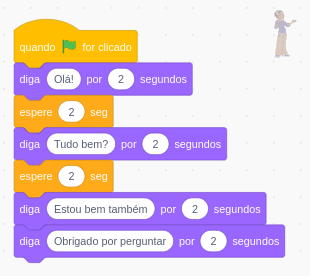 quando for clicado
diga Olá! por 2 segundos
espere 2 seg
diga Tudo bem? por 2 segundos
espere 2 seg
diga Estou bem também por 2 segundos
diga Obrigado por perguntar por 2 segundos